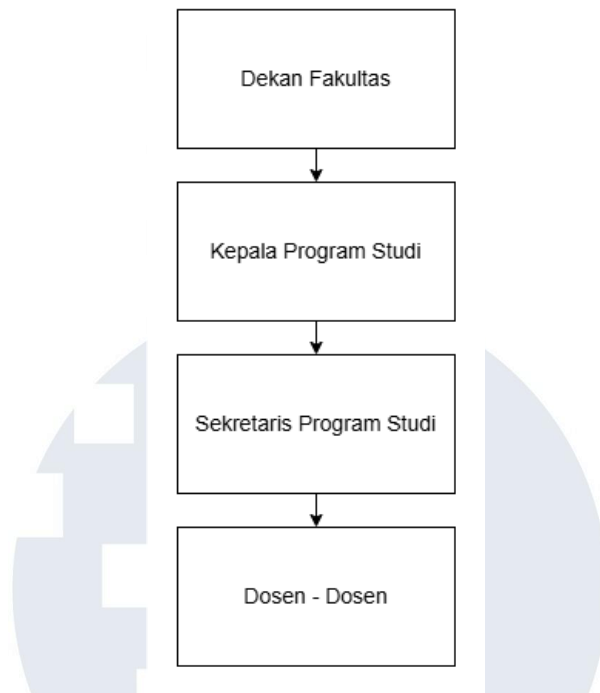 Dekan Fakultas
Kepala Program Studi
Sekretaris Program Studi
Dosen - Dosen